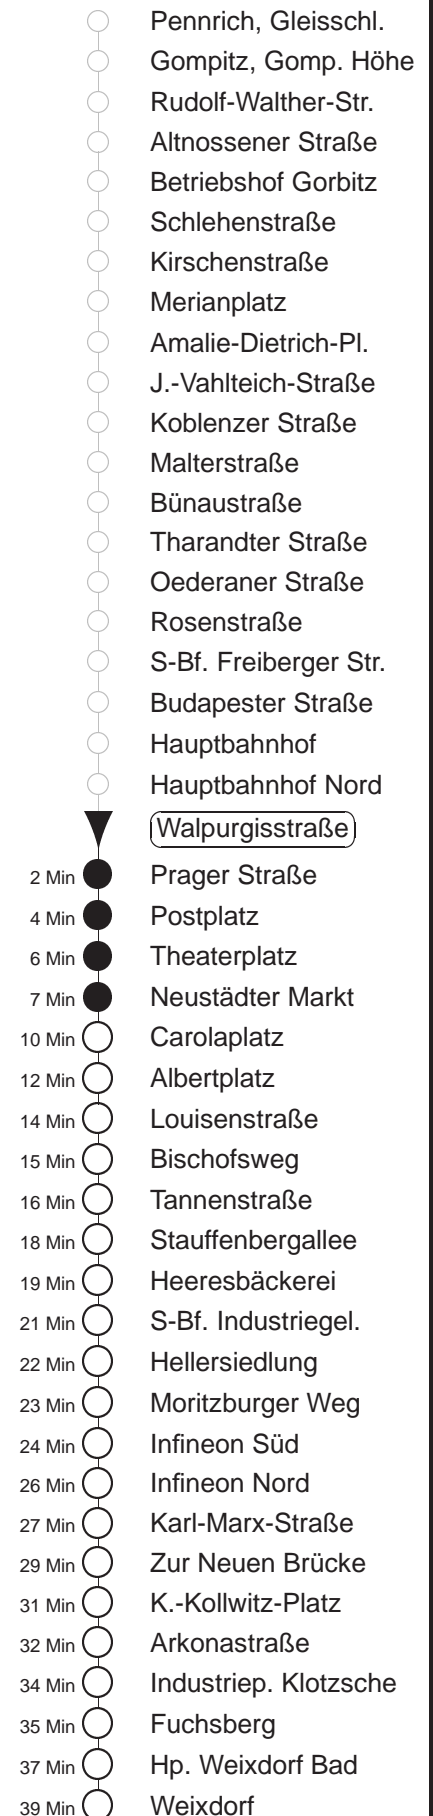 Pennrich, Gleisschl.
Gompitz, Gomp. Höhe
Rudolf-Walther-Str.
Altnossener Straße
Betriebshof Gorbitz
Schlehenstraße
Kirschenstraße
Merianplatz
Amalie-Dietrich-Pl.
J.-Vahlteich-Straße
Koblenzer Straße
Malterstraße
Bünaustraße
Tharandter Straße
Oederaner Straße
Rosenstraße
S-Bf. Freiberger Str.
Budapester Straße
Hauptbahnhof
Hauptbahnhof Nord
Walpurgisstraße
2 Min Prager Straße
4 Min Postplatz
6 Min Theaterplatz
7 Min Neustädter Markt
10 Min Carolaplatz
12 Min Albertplatz
14 Min Louisenstraße
15 Min Bischofsweg
16 Min Tannenstraße
18 Min Stauffenbergallee
19 Min Heeresbäckerei
21 Min S-Bf. Industriegel.
22 Min Hellersiedlung
23 Min Moritzburger Weg
24 Min Infineon Süd
26 Min Infineon Nord
27 Min Karl-Marx-Straße
29 Min Zur Neuen Brücke
31 Min K.-Kollwitz-Platz
32 Min Arkonastraße
34 Min Industriep. Klotzsche
35 Min Fuchsberg
37 Min Hp. Weixdorf Bad
39 Min Weixdorf